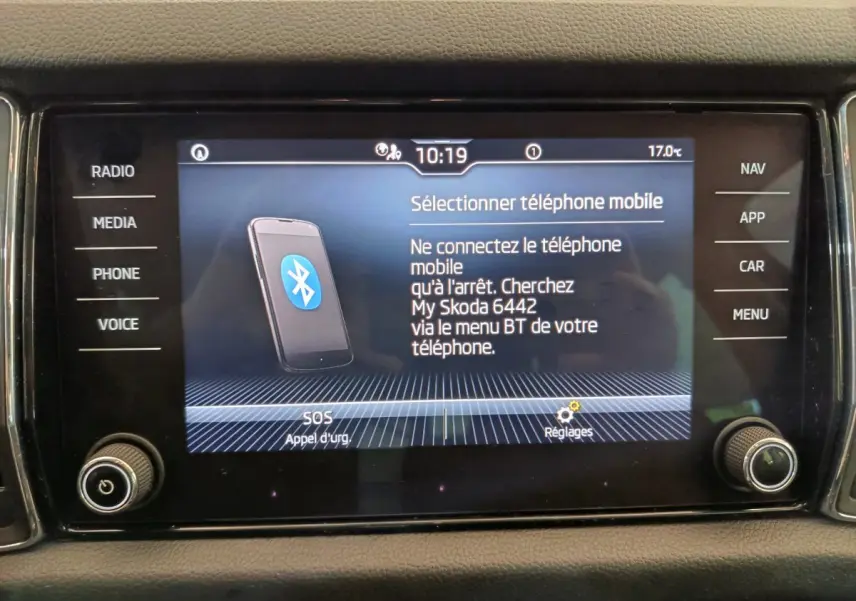 10:19
1
17.0°c
RADIO
MEDIA
PHONE
VOICE
NAV
APP
CAR
MENU
Sélectionner téléphone mobile
Ne connectez le téléphone
mobile
qu'à l'arrêt. Cherchez
My Skoda 6442
via le menu BT de votre
téléphone.
SOS
Appel d'urg.
Réglages